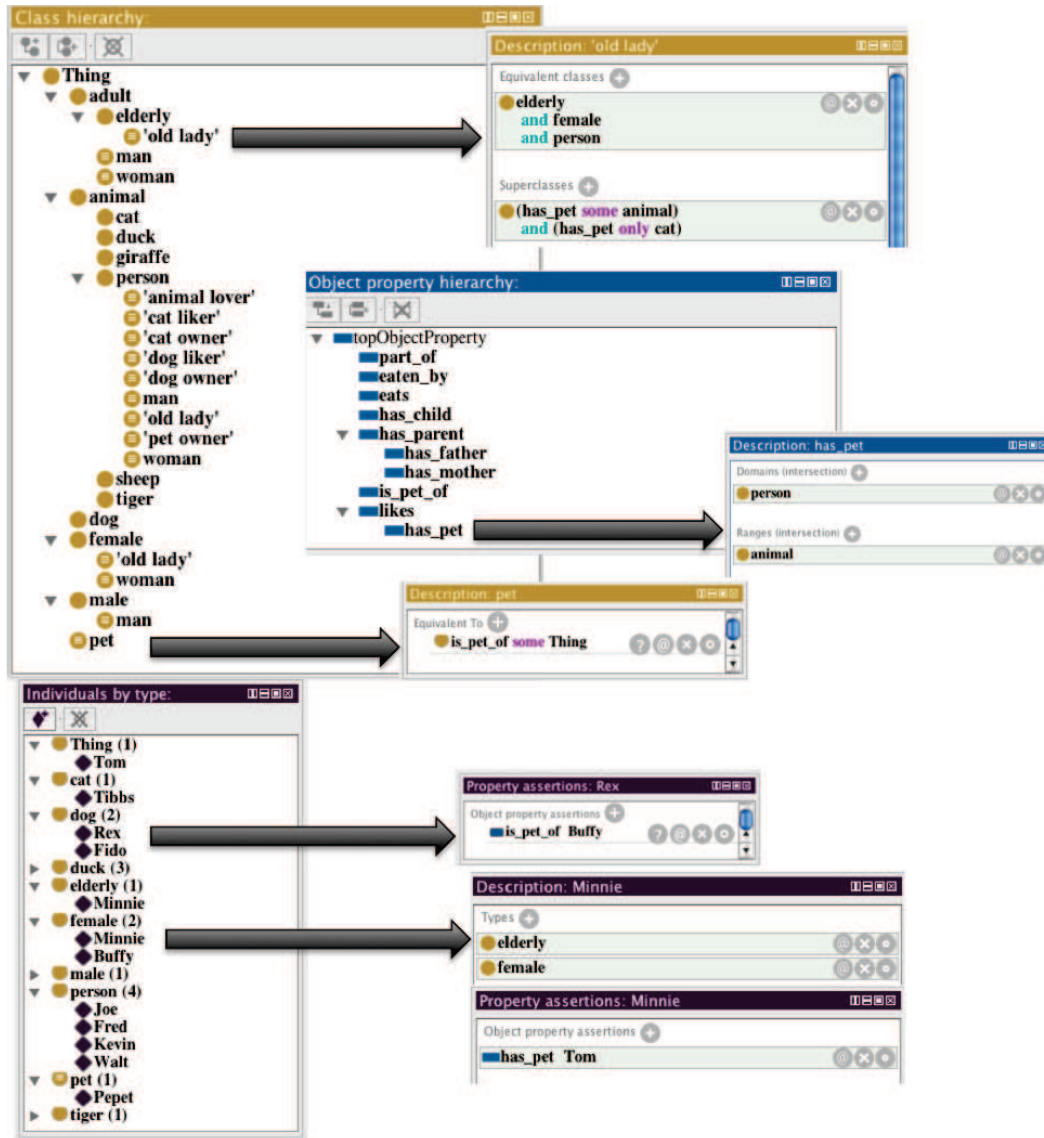 Class hierarchy:
Thing
adult
elderly
'old lady'
man
woman
animal
cat
duck
giraffe
person
'animal lover'
'cat liker'
'cat owner'
'dog liker'
'dog owner'
man
'old lady'
'pet owner'
woman
sheep
tiger
dog
female
'old lady'
woman
male
man
pet
Description: 'old lady'
Equivalent classes
elderly
and female
and person
Superclasses
(has_pet some animal)
and (has_pet only cat)
Object property hierarchy:
topObjectProperty
part_of
eaten_by
eats
has_child
has_parent
has_father
has_mother
is_pet_of
likes
has_pet
Description: has_pet
Domains (intersection)
person
Ranges (intersection)
animal
Description: pet
Equivalent To
is_pet_of some Thing
Individuals by type:
Thing (1)
Tom
cat (1)
Tibbs
dog (2)
Rex
Fido
duck (3)
elderly (1)
Minnie
female (2)
Minnie
Buffy
male (1)
person (4)
Joe
Fred
Kevin
Walt
pet (1)
Pepet
tiger (1)
Property assertions: Rex
Object property assertions
is_pet_of Buffy
Description: Minnie
Types
elderly
female
Property assertions: Minnie
Object property assertions
has_pet Tom